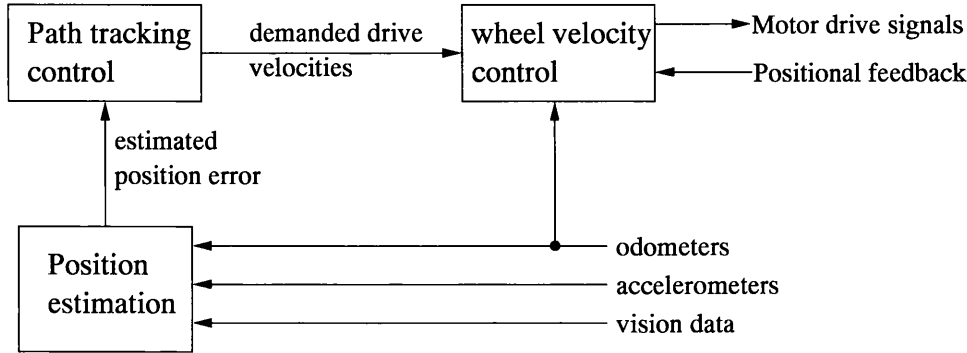 Path tracking
control
demanded drive
velocities
wheel velocity
control
Motor drive signals
Positional feedback
estimated
position error
Position
estimation
odometers
accelerometers
vision data